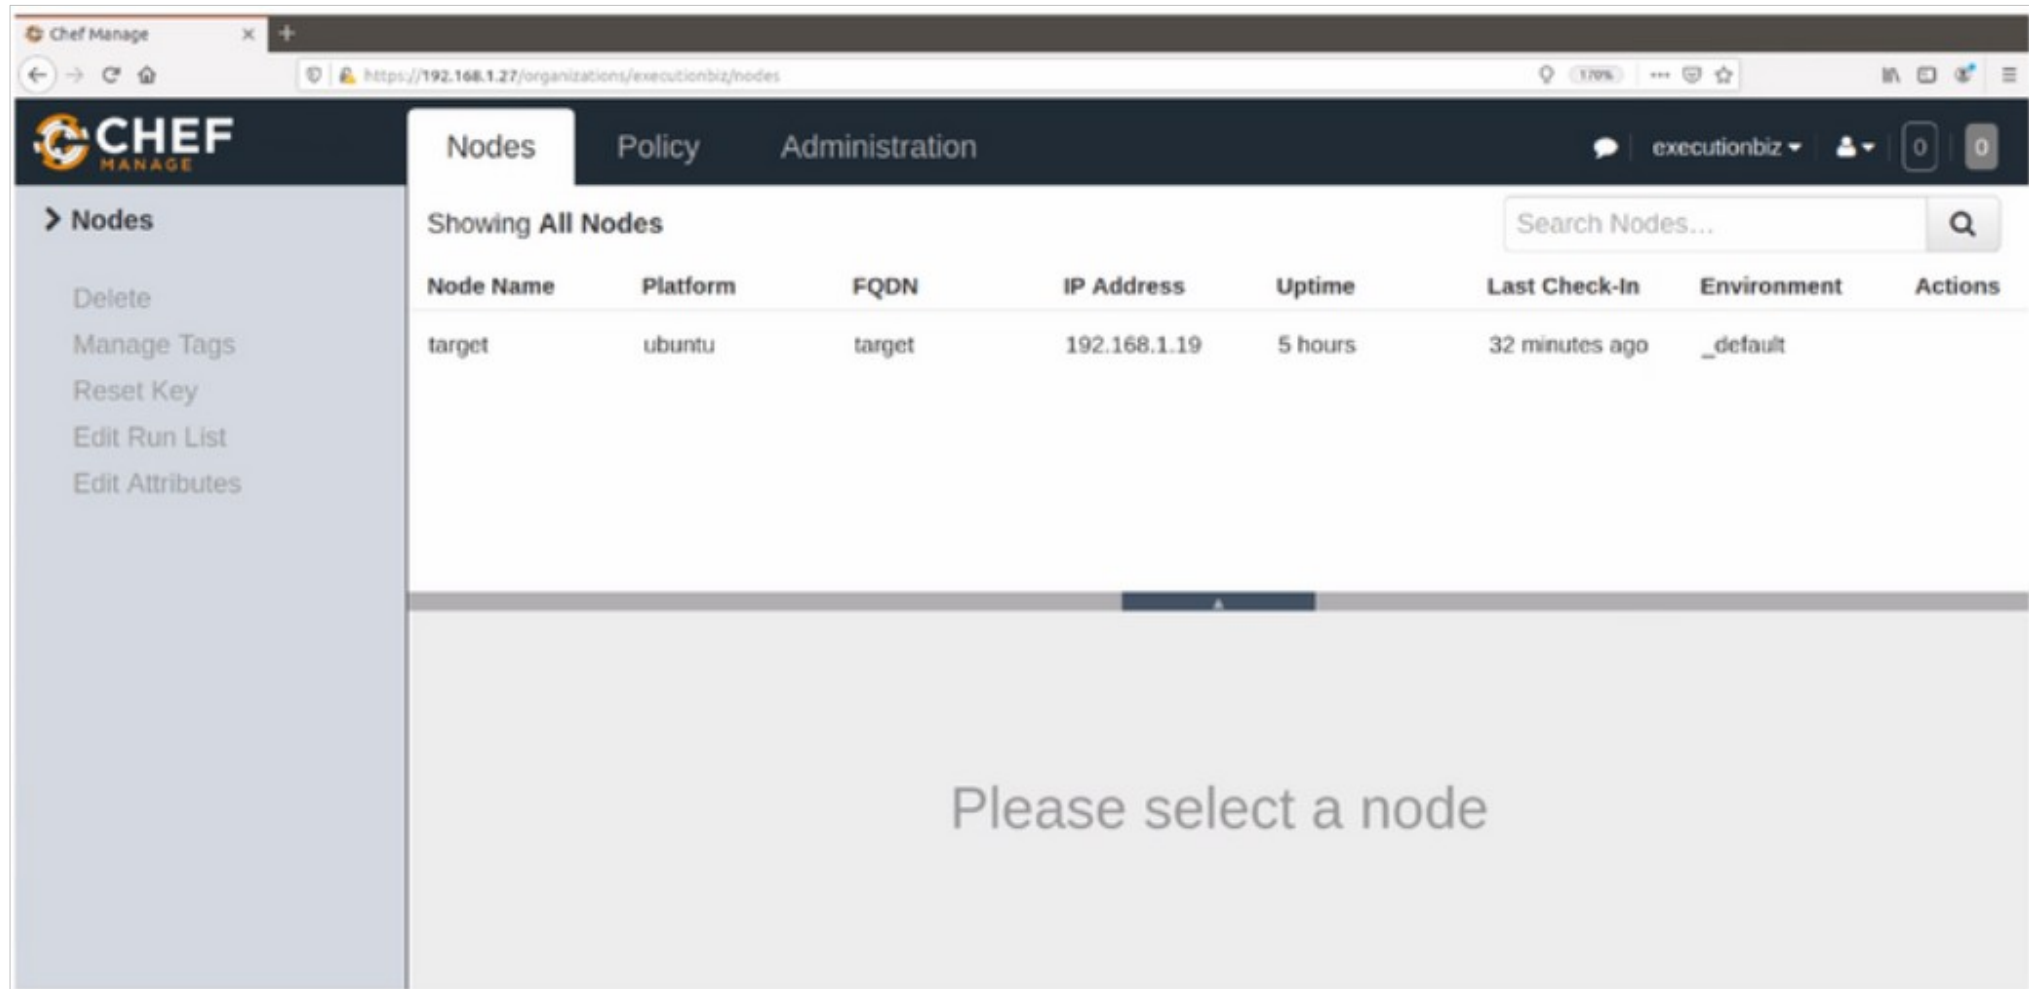 Chef Manage
https://192.168.1.27/organizations/executionbiz/nodes 170%
CHEF
MANAGE
Nodes Policy Administration executionbiz 0 0
Nodes
Delete
Manage Tags
Reset Key
Edit Run List
Edit Attributes
Showing All Nodes Search Nodes...
Node Name Platform FQDN IP Address Uptime Last Check-In Environment Actions
target ubuntu target 192.168.1.19 5 hours 32 minutes ago _default
Please select a node